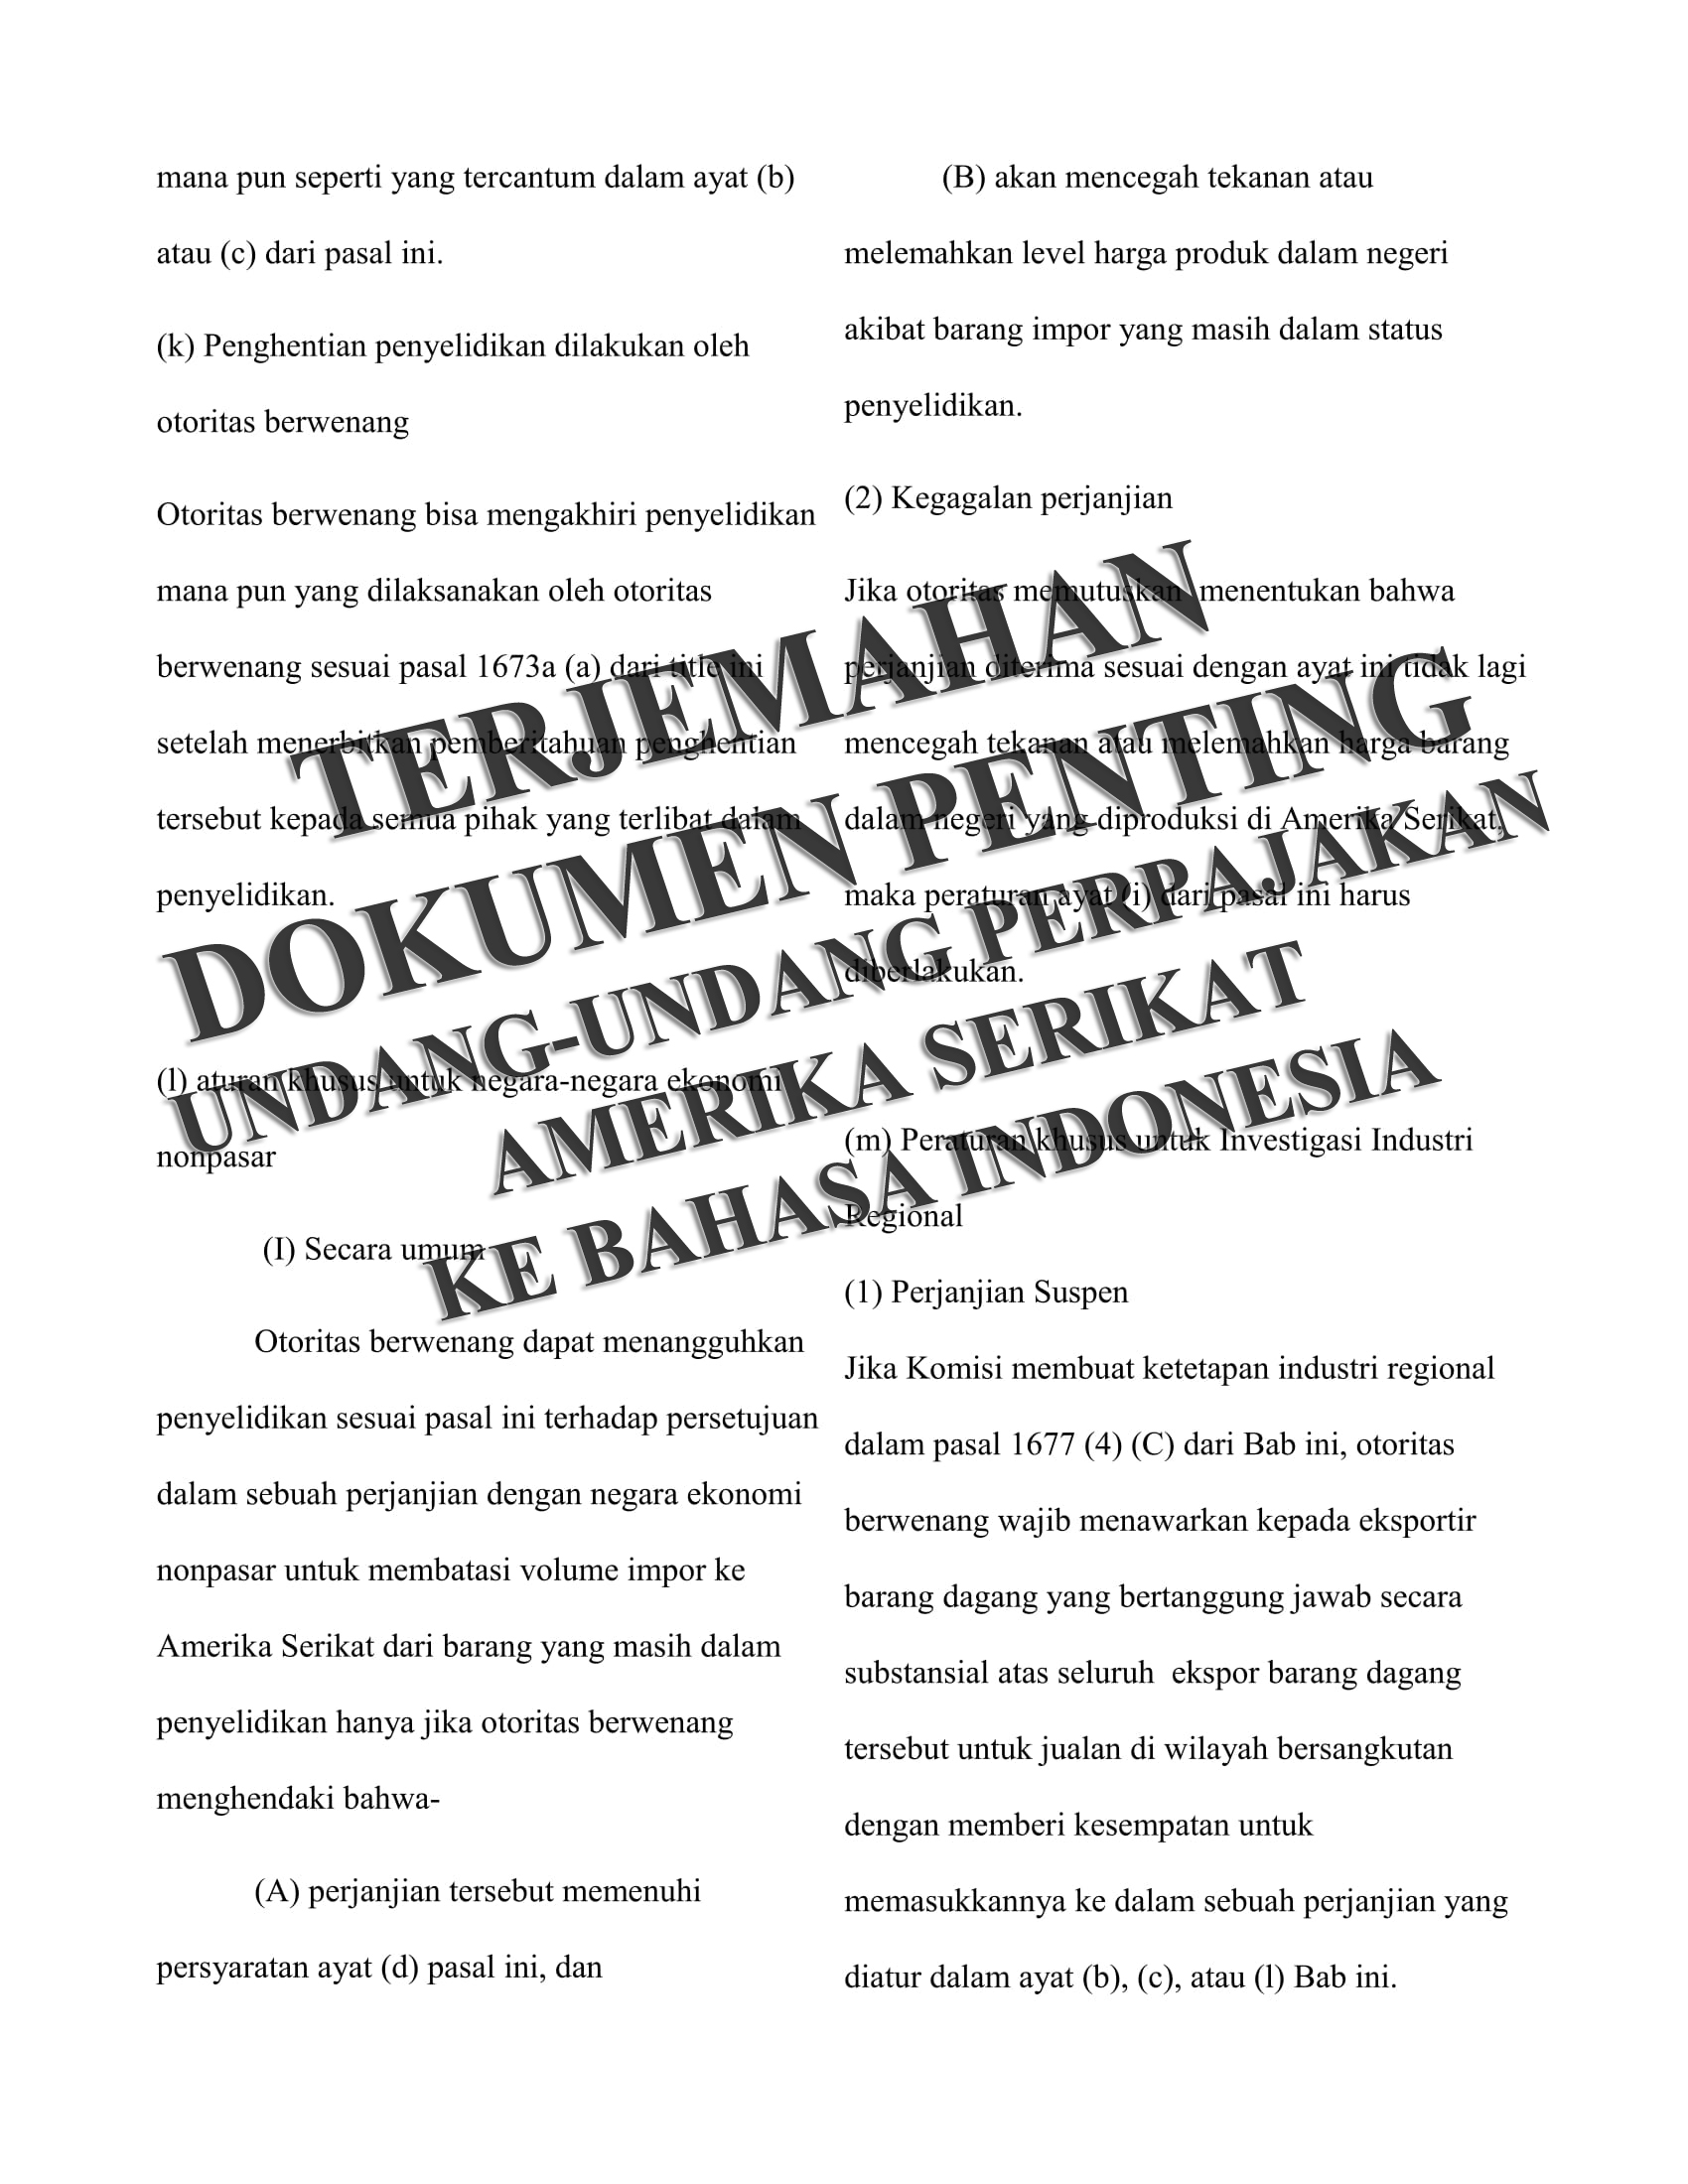 mana pun seperti yang tercantum dalam ayat (b)
atau (c) dari pasal ini.
(k) Penghentian penyelidikan dilakukan oleh
otoritas berwenang
Otoritas berwenang bisa mengakhiri penyelidikan
mana pun yang dilaksanakan oleh otoritas
berwenang sesuai pasal 1673a (a) dari title ini
setelah menerbitkan pemberitahuan penghentian
tersebut kepada semua pihak yang terlibat dalam
penyelidikan.
(l) aturan khusus untuk negara-negara ekonomi
nonpasar
(I) Secara umum
Otoritas berwenang dapat menangguhkan
penyelidikan sesuai pasal ini terhadap persetujuan
dalam sebuah perjanjian dengan negara ekonomi
nonpasar untuk membatasi volume impor ke
Amerika Serikat dari barang yang masih dalam
penyelidikan hanya jika otoritas berwenang
menghendaki bahwa-
(A) perjanjian tersebut memenuhi
persyaratan ayat (d) pasal ini, dan
(B) akan mencegah tekanan atau
melemahkan level harga produk dalam negeri
akibat barang impor yang masih dalam status
penyelidikan.
(2) Kegagalan perjanjian
Jika otoritas memutuskan menentukan bahwa
perjanjian diterima sesuai dengan ayat ini tidak lagi
mencegah tekanan atau melemahkan harga barang
dalam negeri yang diproduksi di Amerika Serikat,
maka peraturan ayat (i) dari pasal ini harus
diberlakukan.
(m) Peraturan khusus untuk Investigasi Industri
Regional
(1) Perjanjian Suspen
Jika Komisi membuat ketetapan industri regional
dalam pasal 1677 (4) (C) dari Bab ini, otoritas
berwenang wajib menawarkan kepada eksportir
barang dagang yang bertanggung jawab secara
substansial atas seluruh ekspor barang dagang
tersebut untuk jualan di wilayah bersangkutan
dengan memberi kesempatan untuk
memasukkannya ke dalam sebuah perjanjian yang
diatur dalam ayat (b), (c), atau (l) Bab ini.
TERJEMAHAN
DOKUMEN PENTING
UNDANG-UNDANG PERPAJAKAN
AMERIKA SERIKAT
KE BAHASA INDONESIA